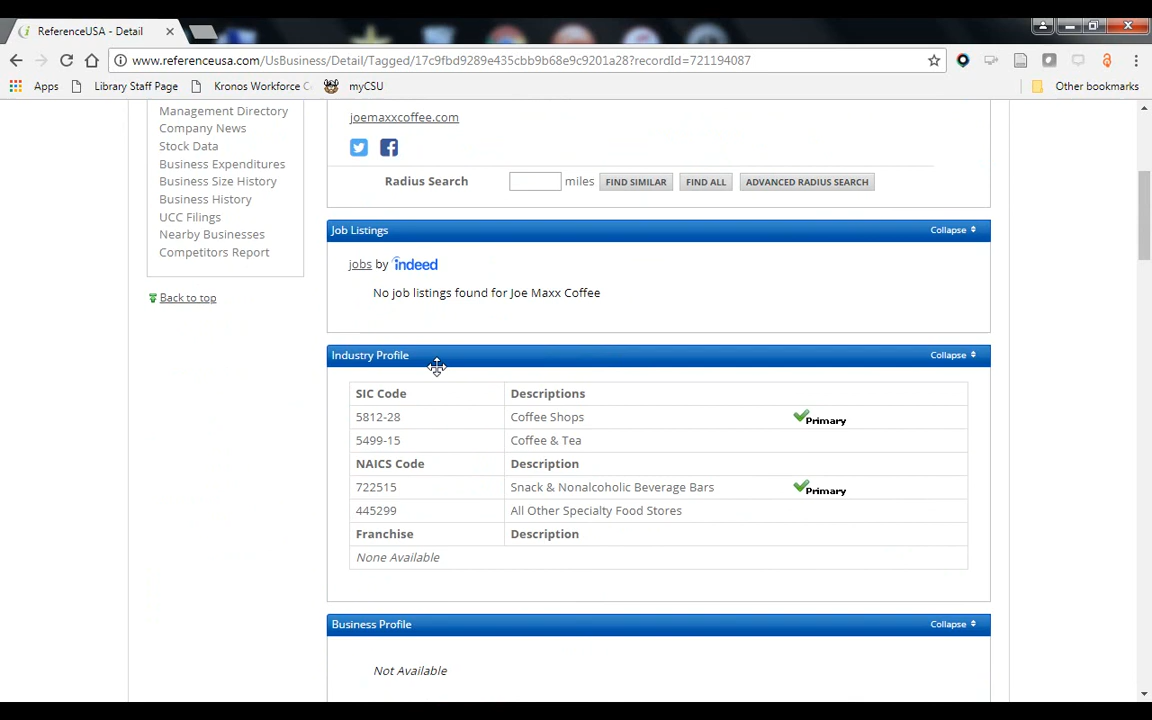 ReferenceUSA - Detail
www.referenceusa.com/UsBusiness/Detail/Tagged/17c9fbd9289e435cbb9b68e9c9201a28?recordId=721194087
Apps Library Staff Page Kronos Workforce C myCSU Other bookmarks
Management Directory
Company News
Stock Data
Business Expenditures
Business Size History
Business History
UCC Filings
Nearby Businesses
Competitors Report
Back to top
joemaxxcoffee.com
Radius Search miles FIND SIMILAR FIND ALL ADVANCED RADIUS SEARCH
Job Listings Collapse
jobs by indeed
No job listings found for Joe Maxx Coffee
Industry Profile Collapse
SIC Code Descriptions
5812-28 Coffee Shops Primary
5499-15 Coffee & Tea
NAICS Code Description
722515 Snack & Nonalcoholic Beverage Bars Primary
445299 All Other Specialty Food Stores
Franchise Description
None Available
Business Profile Collapse
Not Available